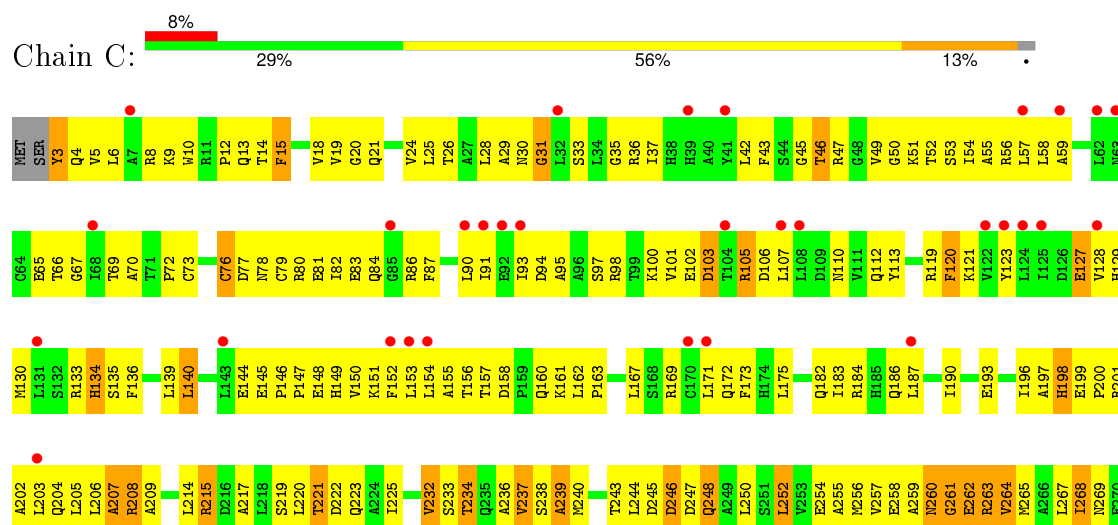 8%
Chain C:
29% 56% 13% •
MET SER Y3 Q4 V5 L6 A7 R8 K9 W10 R11 P12 Q13 T14 F15 V18 V19 G20 Q21 V24 L25 T26 A27 L28 A29 N30 G31 L32 S33 L34 G35 R36 I37 H38 H39 A40 Y41 L42 F43 S44 G45 T46 R47 G48 V49 G50 K51 T52 S53 I54 A55 R56 L57 L58 A59 L62 N63
C64 E65 T66 G67 I68 T69 A70 T71 P72 C73 C76 D77 N78 C79 R80 E81 I82 E83 Q84 G85 R86 F87 L90 I91 E92 I93 D94 A95 A96 S97 R98 T99 K100 V101 E102 D103 T104 R105 D106 L107 L108 D109 N110 V111 Q112 Y113 R119 F120 K121 V122 Y123 L124 I125 D126 E127 V128 H129
M130 L131 S132 R133 H134 S135 F136 L139 L140 L143 E144 E145 P146 P147 E148 H149 V150 K151 F152 L153 L154 A155 T156 T157 D158 P159 Q160 K161 L162 P163 L167 S168 R169 C170 L171 Q172 F173 H174 L175 Q182 I183 R184 H185 Q186 L187 I190 E193 I196 A197 H198 E199 P200 R201
A202 L203 Q204 L205 L206 A207 R208 A209 L214 R215 D216 A217 L218 S219 L220 T221 D222 Q223 A224 I225 V232 S233 T234 Q235 A236 V237 S238 A239 M240 T243 L244 D245 D246 D247 Q248 A249 L250 S251 L252 V253 E254 A255 M256 V257 E258 A259 N260 G261 E262 R263 V264 M265 A266 L267 I268 N269